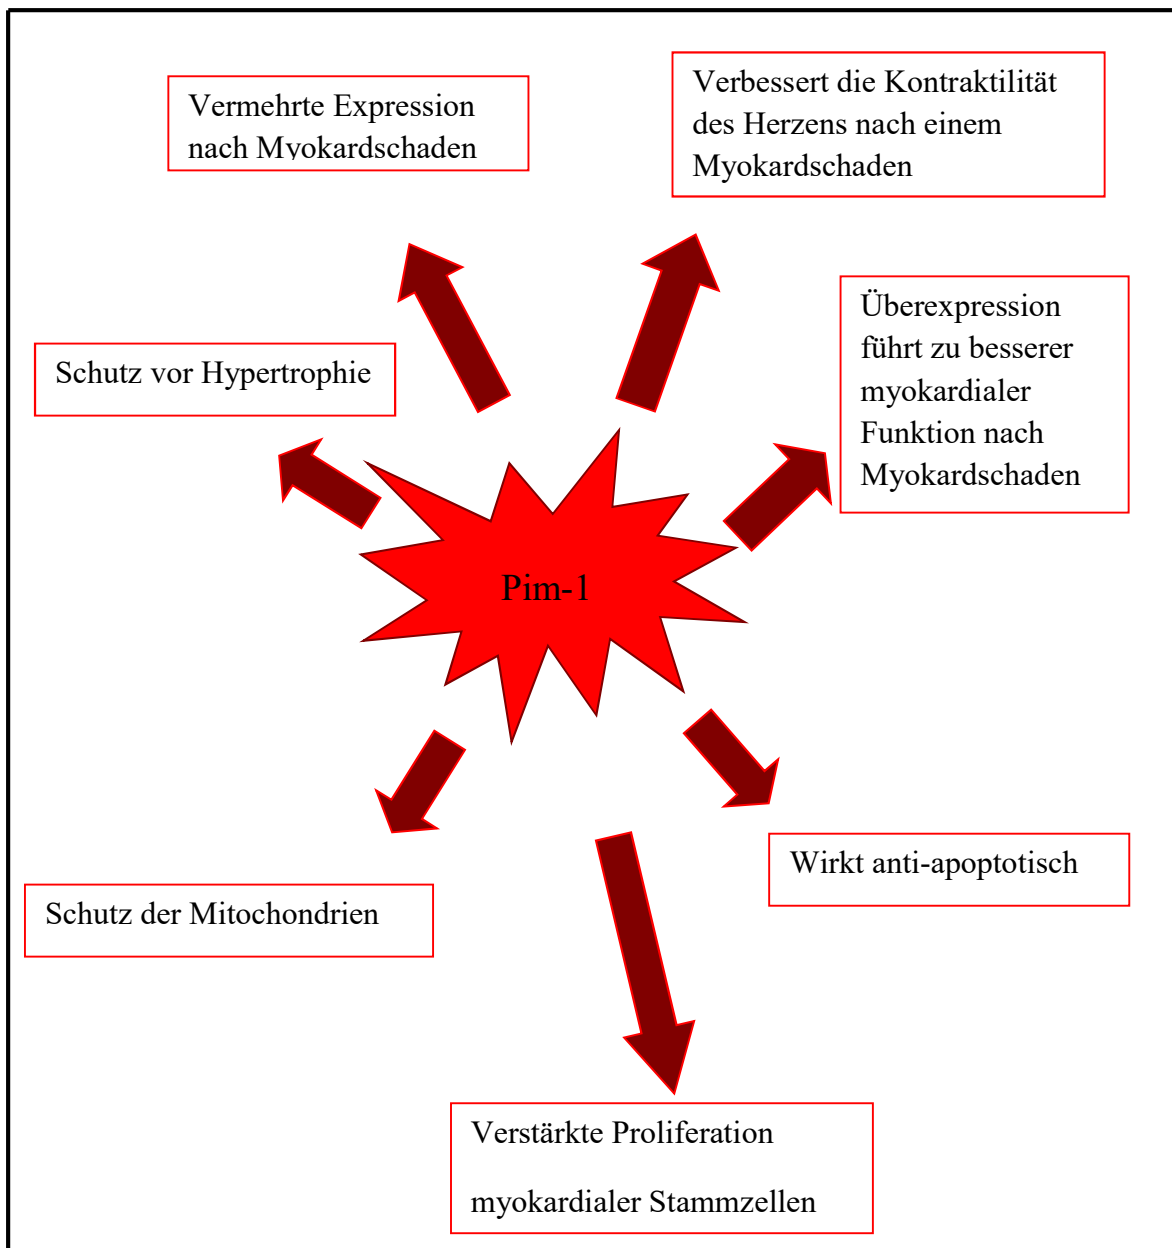 Vermehrte Expression
nach Myokardschaden
Verbessert die Kontraktilität
des Herzens nach einem
Myokardschaden
Schutz vor Hypertrophie
Überexpression
führt zu besserer
myokardialer
Funktion nach
Myokardschaden
Pim-1
Schutz der Mitochondrien
Wirkt anti-apoptotisch
Verstärkte Proliferation
myokardialer Stammzellen